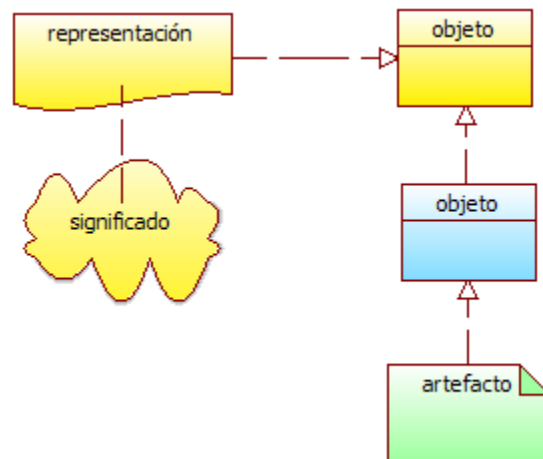 representación
objeto
significado
objeto
artefacto